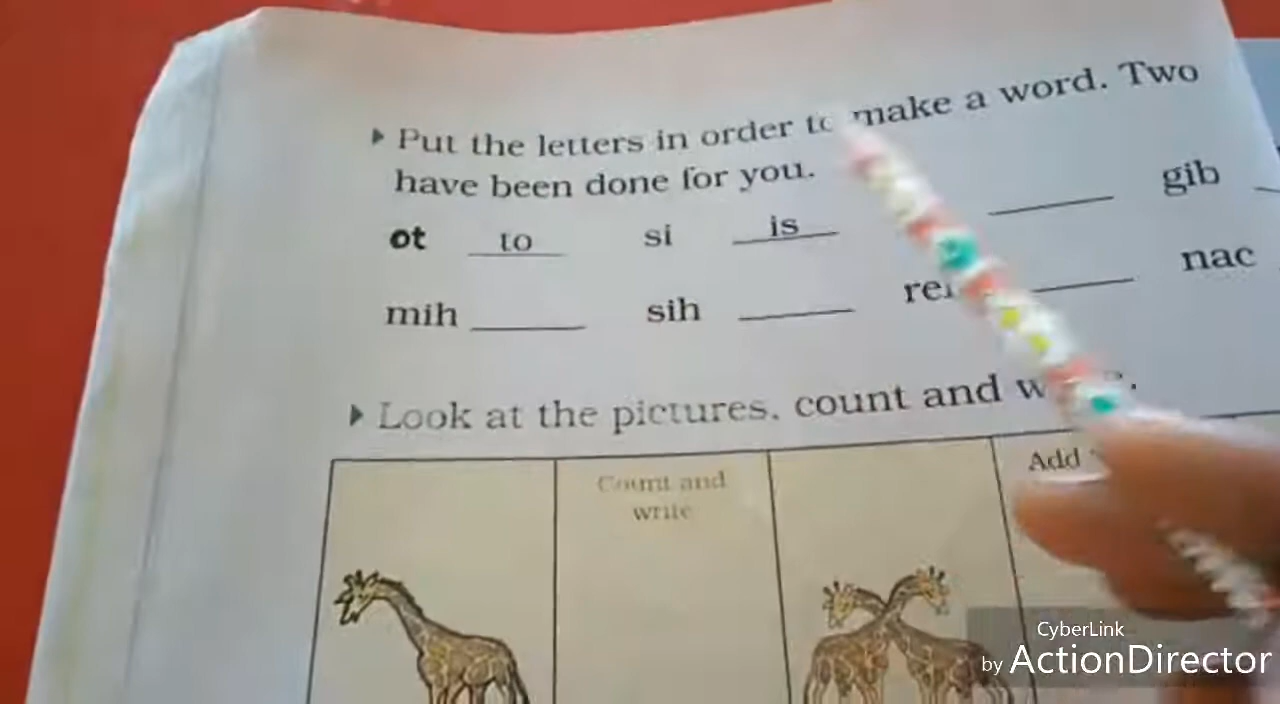 Put the letters in order to make a word. Two
have been done for you.
ot to si is gib
mih sih nac
Look at the pictures, count and
Count and
write
Add
CyberLink
by ActionDirector